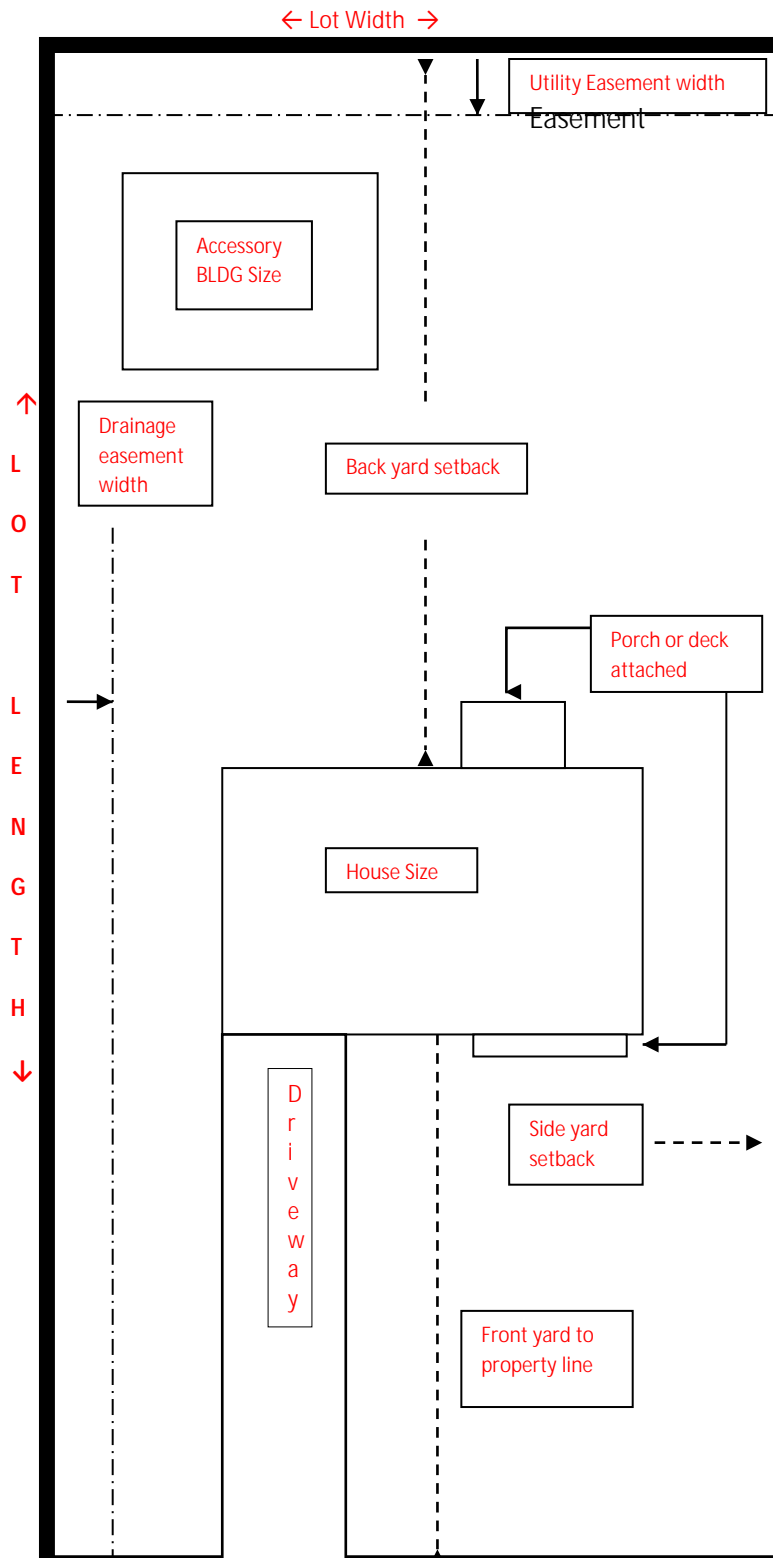 ← Lot Width →
Utility Easement width
Easement
Accessory
BLDG Size
Drainage
easement
width
Back yard setback
↑
L
O
T
L
E
N
G
T
H
↓
Porch or deck
attached
House Size
D
r
i
v
e
w
a
y
Side yard
setback
Front yard to
property line